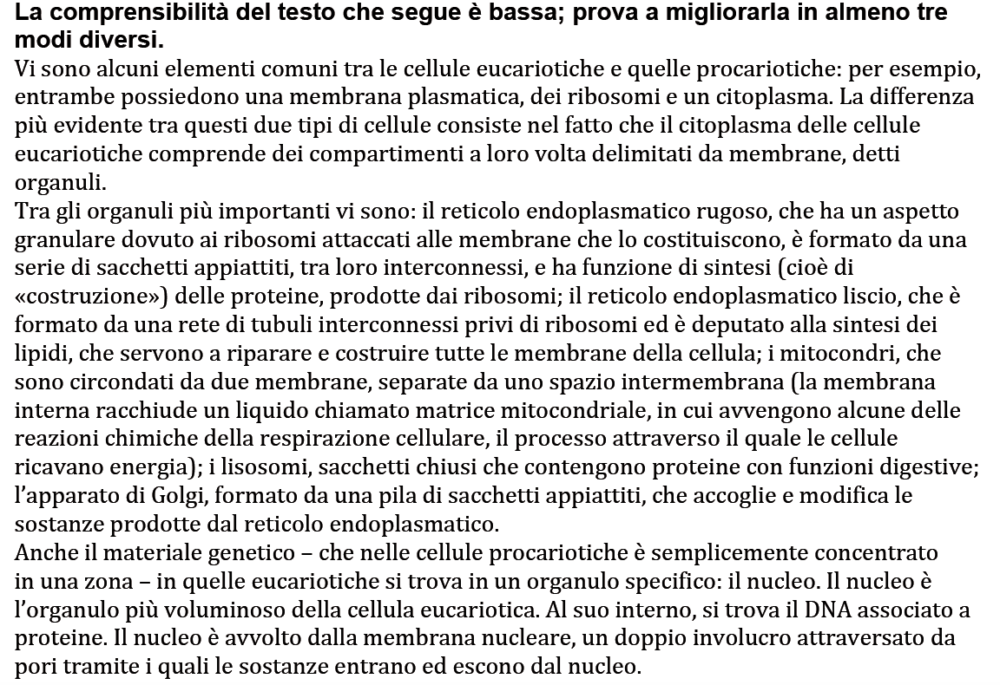 La comprensibilità del testo che segue è bassa; prova a migliorarla in almeno tre
modi diversi.
Vi sono alcuni elementi comuni tra le cellule eucariotiche e quelle procariotiche: per esempio,
entrambe possiedono una membrana plasmatica, dei ribosomi e un citoplasma. La differenza
più evidente tra questi due tipi di cellule consiste nel fatto che il citoplasma delle cellule
eucariotiche comprende dei compartimenti a loro volta delimitati da membrane, detti
organuli.
Tra gli organuli più importanti vi sono: il reticolo endoplasmatico rugoso, che ha un aspetto
granulare dovuto ai ribosomi attaccati alle membrane che lo costituiscono, è formato da una
serie di sacchetti appiattiti, tra loro interconnessi, e ha funzione di sintesi (cioè di
«costruzione») delle proteine, prodotte dai ribosomi; il reticolo endoplasmatico liscio, che è
formato da una rete di tubuli interconnessi privi di ribosomi ed è deputato alla sintesi dei
lipidi, che servono a riparare e costruire tutte le membrane della cellula; i mitocondri, che
sono circondati da due membrane, separate da uno spazio intermembrana (la membrana
interna racchiude un liquido chiamato matrice mitocondriale, in cui avvengono alcune delle
reazioni chimiche della respirazione cellulare, il processo attraverso il quale le cellule
ricavano energia); i lisosomi, sacchetti chiusi che contengono proteine con funzioni digestive;
l’apparato di Golgi, formato da una pila di sacchetti appiattiti, che accoglie e modifica le
sostanze prodotte dal reticolo endoplasmatico.
Anche il materiale genetico – che nelle cellule procariotiche è semplicemente concentrato
in una zona – in quelle eucariotiche si trova in un organulo specifico: il nucleo. Il nucleo è
l’organulo più voluminoso della cellula eucariotica. Al suo interno, si trova il DNA associato a
proteine. Il nucleo è avvolto dalla membrana nucleare, un doppio involucro attraversato da
pori tramite i quali le sostanze entrano ed escono dal nucleo.